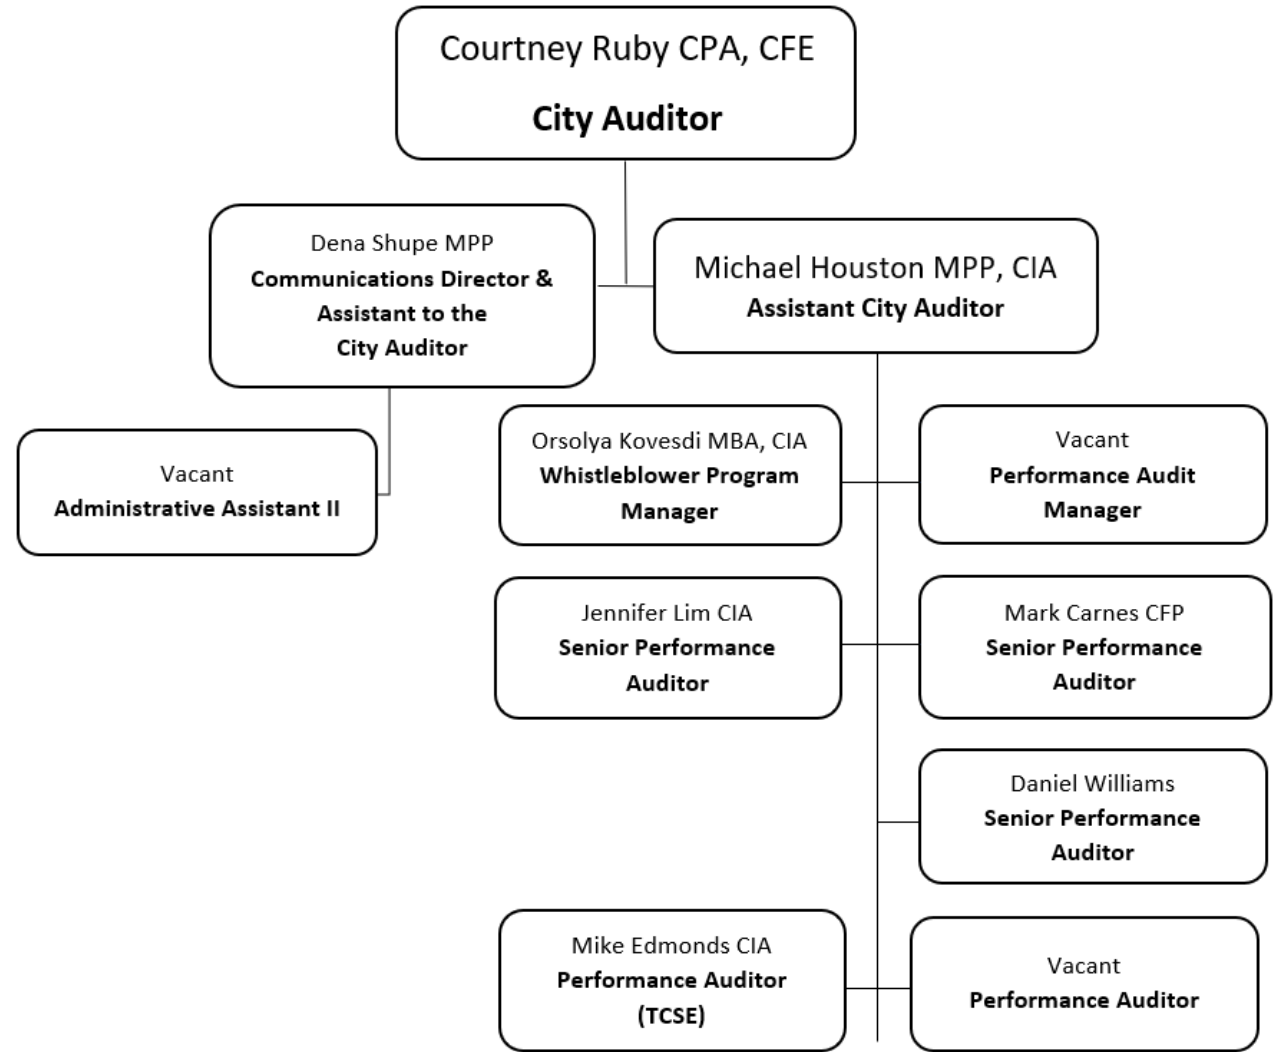 Courtney Ruby CPA, CFE
City Auditor
Dena Shupe MPP
Communications Director &
Assistant to the
City Auditor
Michael Houston MPP, CIA
Assistant City Auditor
Vacant
Administrative Assistant II
Orsolya Kovesdi MBA, CIA
Whistleblower Program
Manager
Vacant
Performance Audit
Manager
Jennifer Lim CIA
Senior Performance
Auditor
Mark Carnes CFP
Senior Performance
Auditor
Daniel Williams
Senior Performance
Auditor
Mike Edmonds CIA
Performance Auditor
(TCSE)
Vacant
Performance Auditor